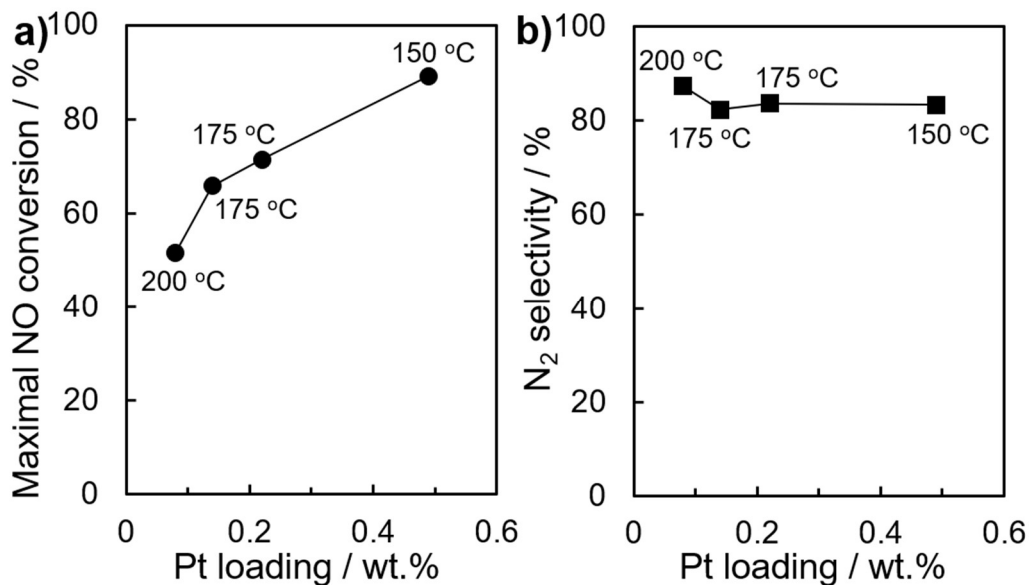 a)
Maximal NO conversion / %
100
80
60
40
20
0
150 °C
175 °C
175 °C
200 °C
0 0.2 0.4 0.6
Pt loading / wt.%
b)
N₂ selectivity / %
100
80
60
40
20
0
200 °C
175 °C
175 °C
150 °C
0 0.2 0.4 0.6
Pt loading / wt.%